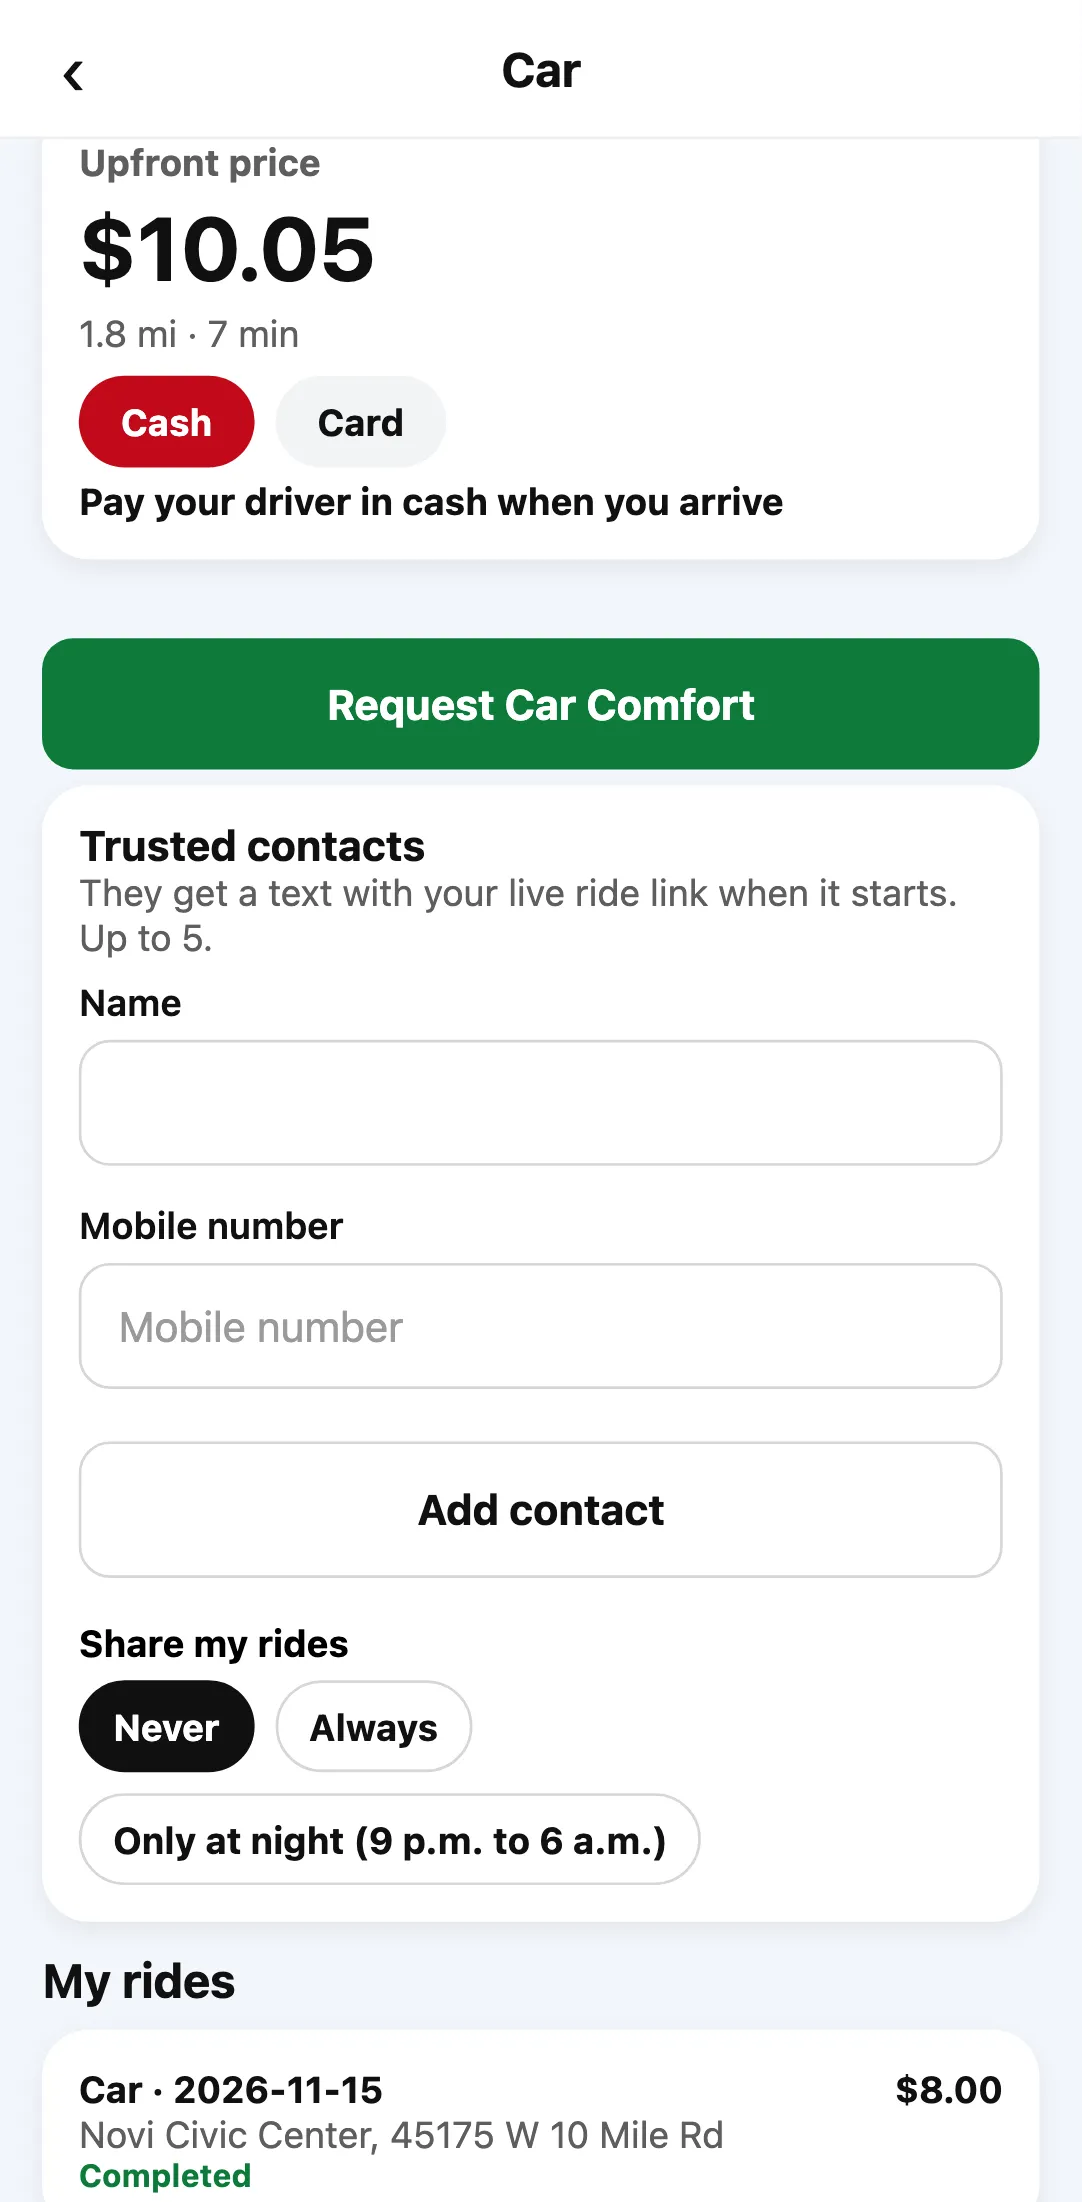 Car
Upfront price
$10.05
1.8 mi · 7 min
Cash
Card
Pay your driver in cash when you arrive
Request Car Comfort
Trusted contacts
They get a text with your live ride link when it starts.
Up to 5.
Name
Mobile number
Mobile number
Add contact
Share my rides
Never
Always
Only at night (9 p.m. to 6 a.m.)
My rides
Car · 2026-11-15
$8.00
Novi Civic Center, 45175 W 10 Mile Rd
Completed